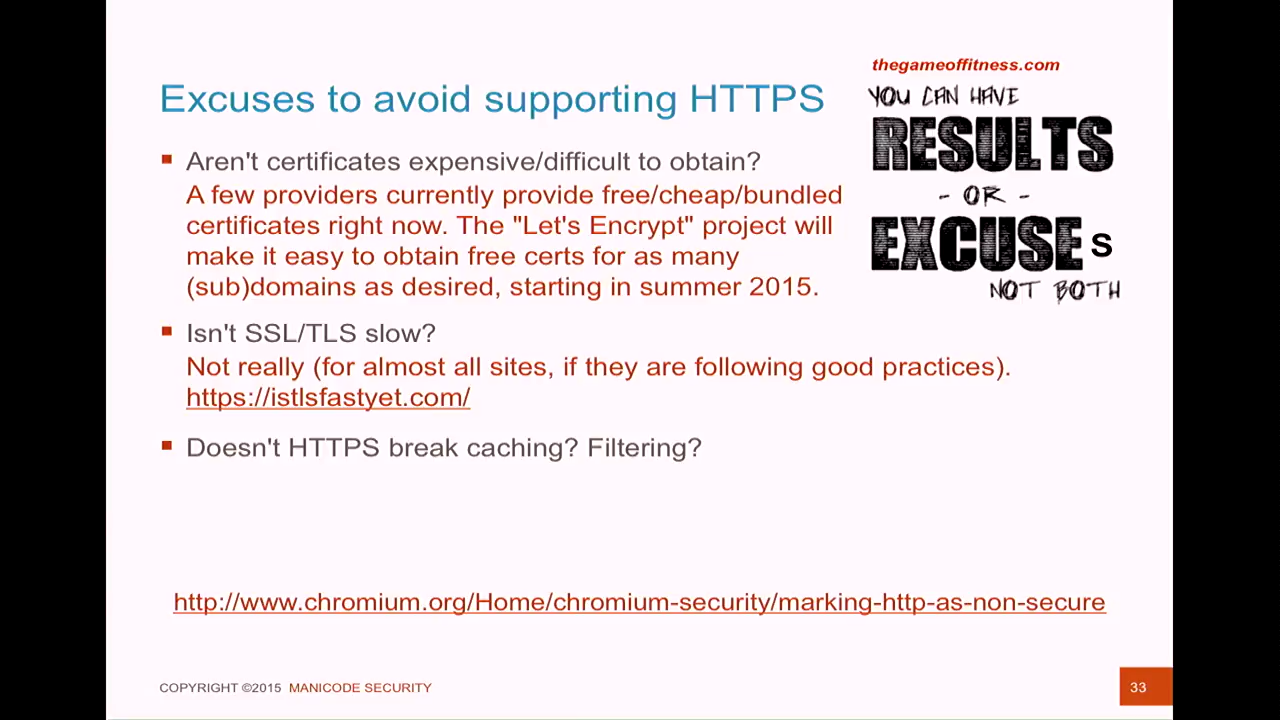 thegameoffitness.com
YOU CAN HAVE
RESULTS
- OR -
EXCUSEs
NOT BOTH
Excuses to avoid supporting HTTPS
Aren't certificates expensive/difficult to obtain?
A few providers currently provide free/cheap/bundled
certificates right now. The "Let's Encrypt" project will
make it easy to obtain free certs for as many
(sub)domains as desired, starting in summer 2015.
Isn't SSL/TLS slow?
Not really (for almost all sites, if they are following good practices).
https://istlsfastyet.com/
Doesn't HTTPS break caching? Filtering?
http://www.chromium.org/Home/chromium-security/marking-http-as-non-secure
COPYRIGHT ©2015 MANICODE SECURITY
33